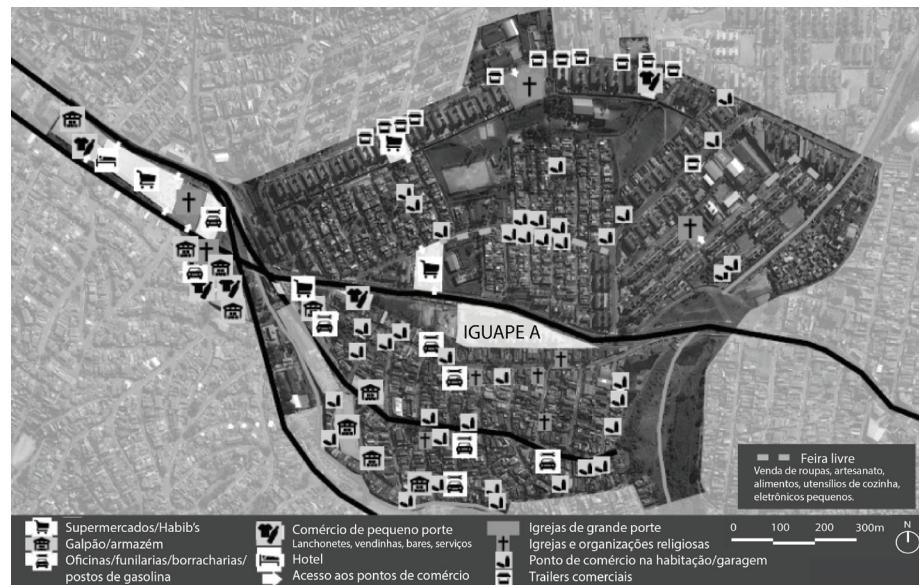 IGUAPE A
Feira livre
Venda de roupas, artesanato,
alimentos, utensílios de cozinha,
eletrônicos pequenos.
Supermercados/Habib's
Galpão/armazém
Oficinas/funilarias/borracharias/
postos de gasolina
Comércio de pequeno porte
Lanchonetes, vendinhas, bares, serviços
Hotel
Acesso aos pontos de comércio
Igrejas de grande porte
Igrejas e organizações religiosas
Ponto de comércio na habitação/garagem
Trailers comerciais
0 100 200 300m
N